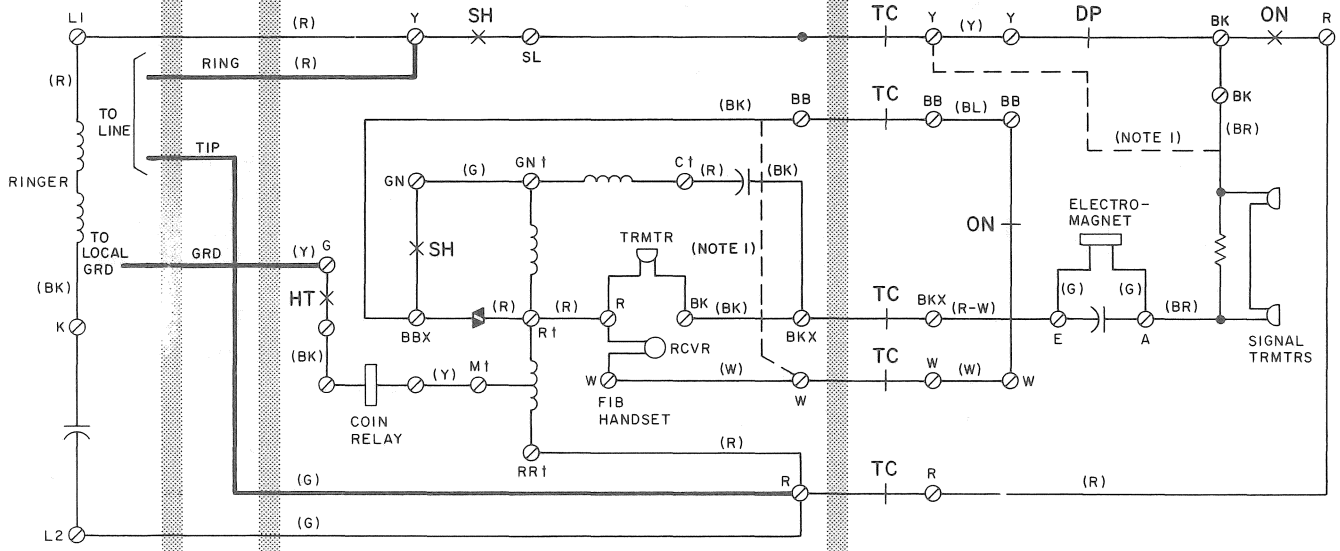 L1
(R)
Y
SH
SL
TC
Y
(Y)
Y
DP
BK
ON
R
RING
(R)
(R)
TO
LINE
TC
BK
(BK)
BB
BB
(BL)
BB
(BR)
(NOTE 1)
TIP
GN†
C†
GN
(G)
(R)
(BK)
RINGER
ELECTRO-
MAGNET
ON
TRMTR
TO
LOCAL
GRD
GRD
(Y)
G
SH
(NOTE 1)
(BK)
HT
(G)
(G)
K
(R)
(R)
R
BK
(BK)
TC
BKX
(R-W)
(BR)
BBX
R†
BKX
E
A
SIGNAL
TRMTRS
RCVR
(BK)
(Y)
M†
TC
W
(W)
W
(W)
W
W
FIB
HANDSET
COIN
RELAY
(R)
RR†
TC
R
(G)
R
(R)
(G)
L2